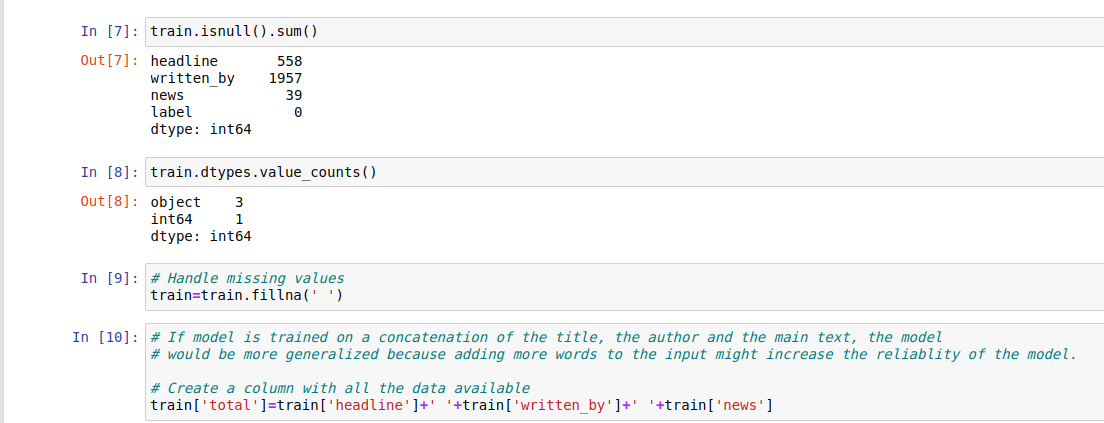 In [7]: train.isnull().sum()
Out[7]: headline 558
written_by 1957
news 39
label 0
dtype: int64
In [8]: train.dtypes.value_counts()
Out[8]: object 3
int64 1
dtype: int64
In [9]: # Handle missing values
train=train.fillna(' ')
In [10]: # If model is trained on a concatenation of the title, the author and the main text, the model
# would be more generalized because adding more words to the input might increase the reliablity of the model.
# Create a column with all the data available
train['total']=train['headline']+' '+train['written_by']+' '+train['news']